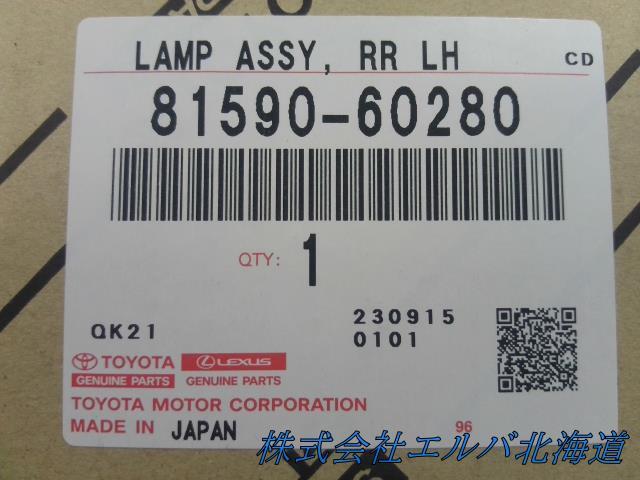 LAMP ASSY, RR LH CD
81590-60280
QTY: 1
QK21
230915
0101
TOYOTA LEXUS
GENUINE PARTS GENUINE PARTS
TOYOTA MOTOR CORPORATION
MADE IN JAPAN 96
株式会社エルバ北海道